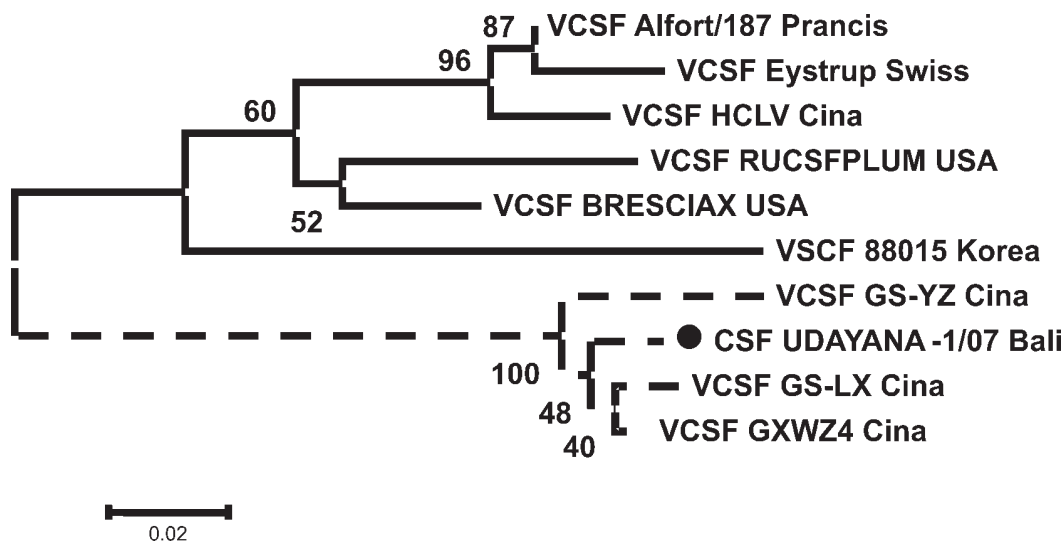 87 VCSF Alfort/187 Prancis
96 VCSF Eystrup Swiss
60 VCSF HCLV Cina
VCSF RUCSFPLUM USA
52 VCSF BRESCIAX USA
VSCF 88015 Korea
VCSF GS-YZ Cina
CSF UDAYANA -1/07 Bali
100 VCSF GS-LX Cina
48
40 VCSF GXWZ4 Cina
0.02